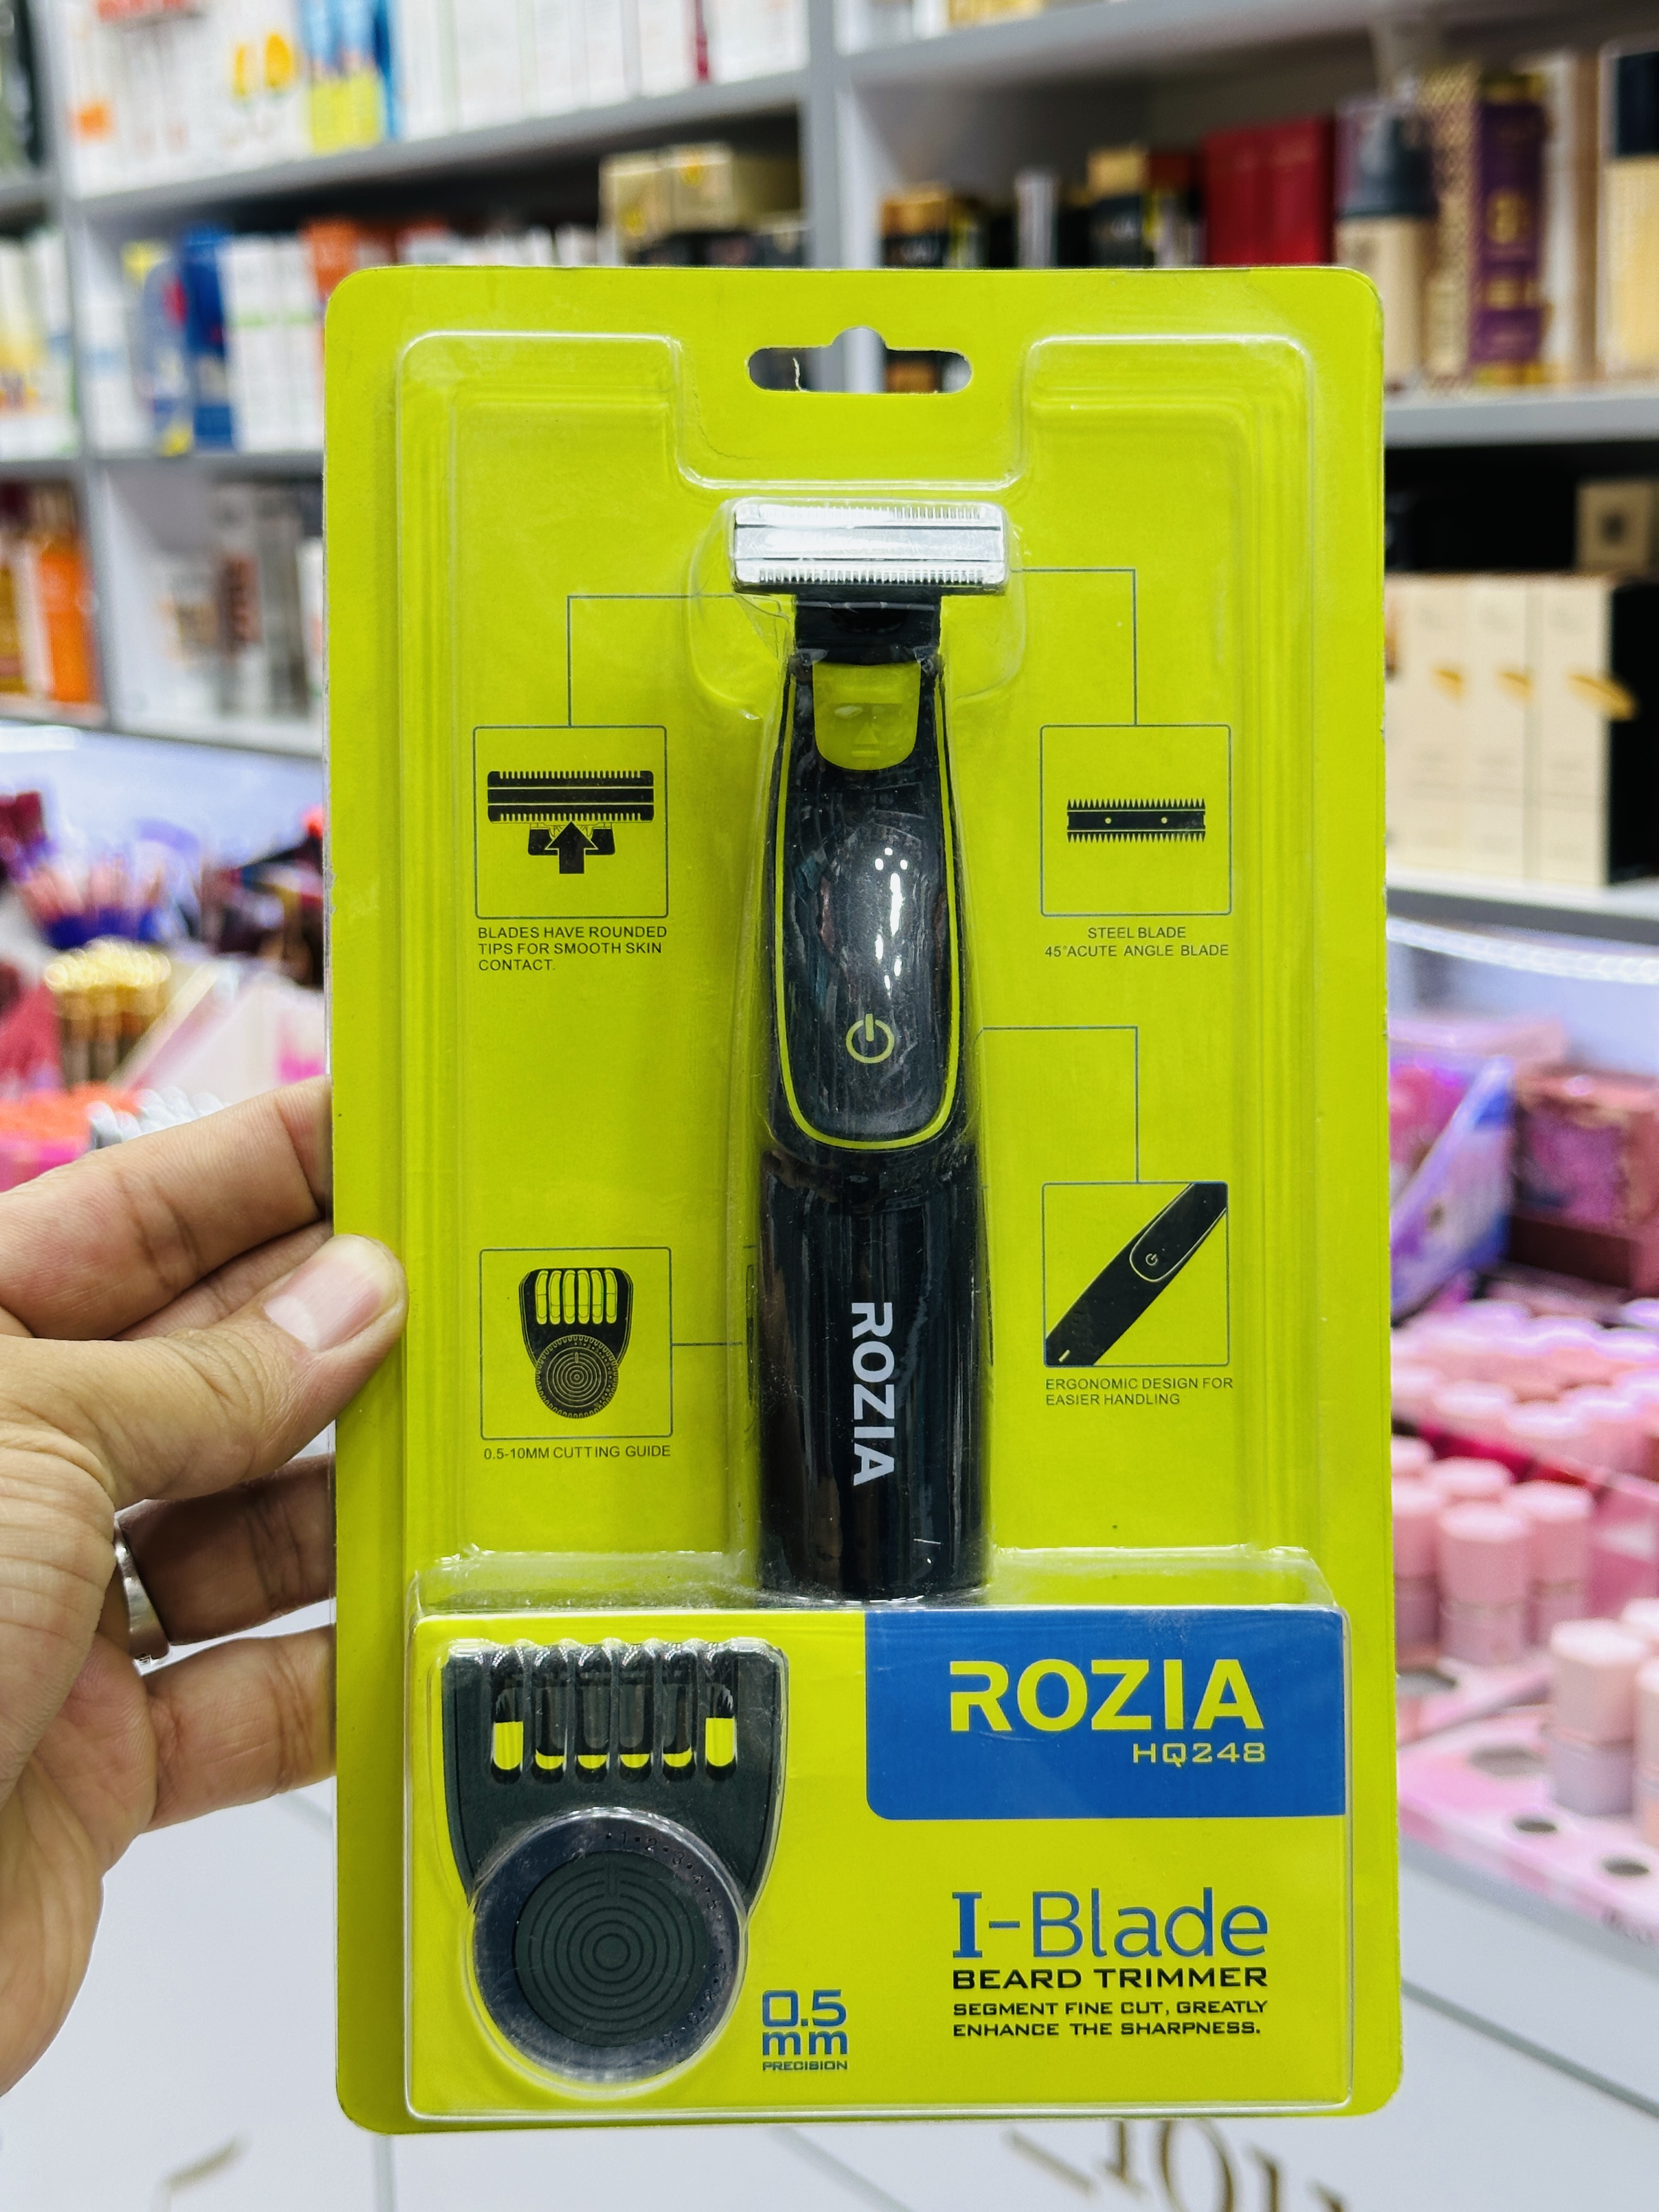 BLADES HAVE ROUNDED
TIPS FOR SMOOTH SKIN
CONTACT.
STEEL BLADE
45°ACUTE ANGLE BLADE
ERGONOMIC DESIGN FOR
EASIER HANDLING
0.5-10MM CUTTING GUIDE
ROZIA
ROZIA
HQ248
I-Blade
BEARD TRIMMER
SEGMENT FINE CUT, GREATLY
ENHANCE THE SHARPNESS.
0.5
mm
PRECISION